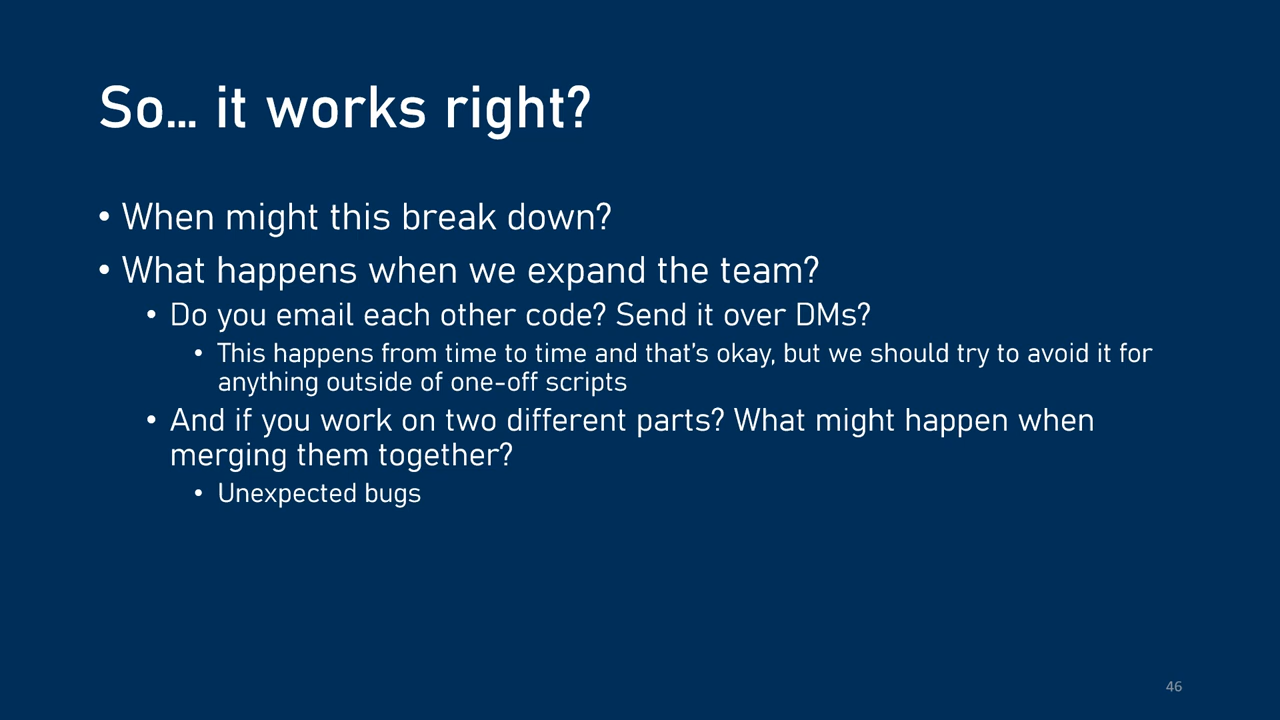 So... it works right?
• When might this break down?
• What happens when we expand the team?
• Do you email each other code? Send it over DMs?
• This happens from time to time and that's okay, but we should try to avoid it for
anything outside of one-off scripts
• And if you work on two different parts? What might happen when
merging them together?
• Unexpected bugs
46